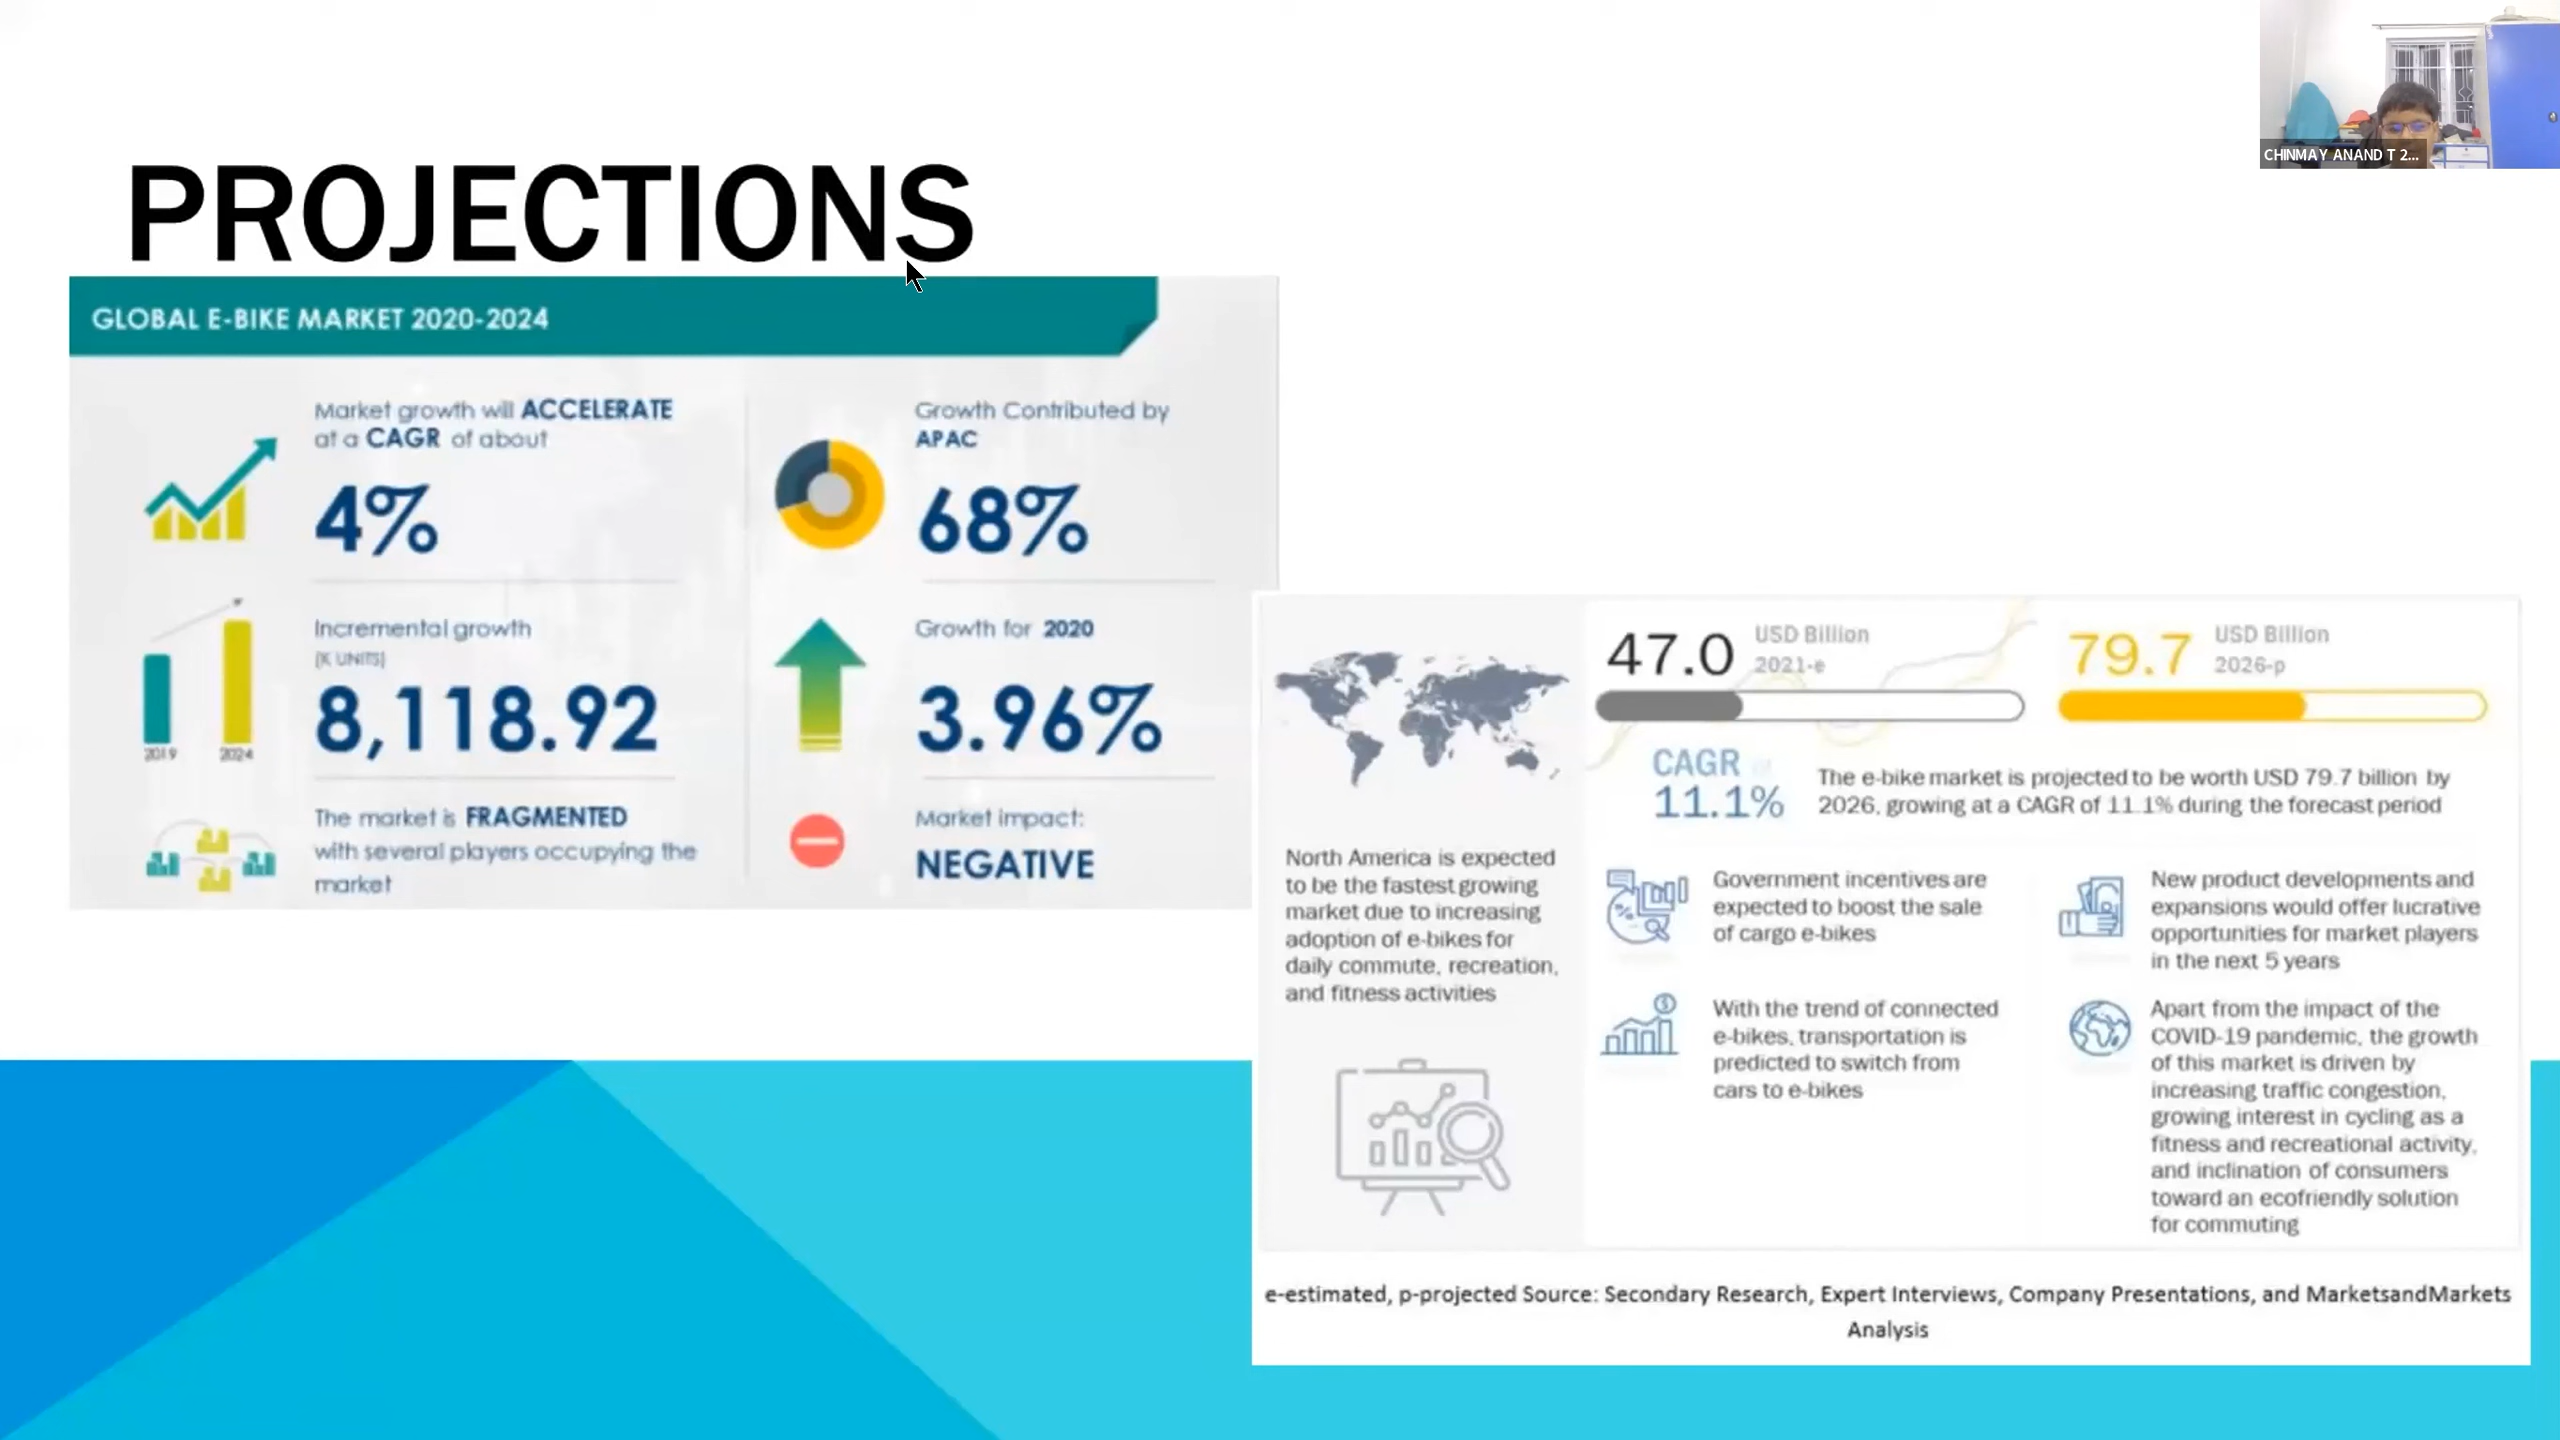 CHINMAY ANAND T 2...
PROJECTIONS
GLOBAL E-BIKE MARKET 2020-2024
Market growth will ACCELERATE
at a CAGR of about
4%
Growth Contributed by
APAC
68%
Incremental growth
(K UNITS)
8,118.92
2019
2024
Growth for 2020
3.96%
The market is FRAGMENTED
with several players occupying the
market
Market impact:
NEGATIVE
47.0 USD Billion
2021-e
79.7 USD Billion
2026-p
CAGR
11.1%
The e-bike market is projected to be worth USD 79.7 billion by
2026, growing at a CAGR of 11.1% during the forecast period
North America is expected
to be the fastest growing
market due to increasing
adoption of e-bikes for
daily commute, recreation,
and fitness activities
Government incentives are
expected to boost the sale
of cargo e-bikes
New product developments and
expansions would offer lucrative
opportunities for market players
in the next 5 years
With the trend of connected
e-bikes, transportation is
predicted to switch from
cars to e-bikes
Apart from the impact of the
COVID-19 pandemic, the growth
of this market is driven by
increasing traffic congestion,
growing interest in cycling as a
fitness and recreational activity,
and inclination of consumers
toward an ecofriendly solution
for commuting
e-estimated, p-projected Source: Secondary Research, Expert Interviews, Company Presentations, and MarketsandMarkets
Analysis